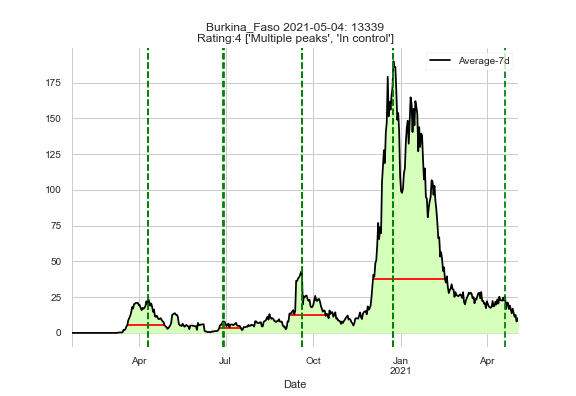 Burkina_Faso 2021-05-04: 13339
Rating:4 ['Multiple peaks', 'In control']
Average-7d
175
150
125
100
75
50
25
0
Apr
Jul
Oct
Jan
2021
Apr
Date